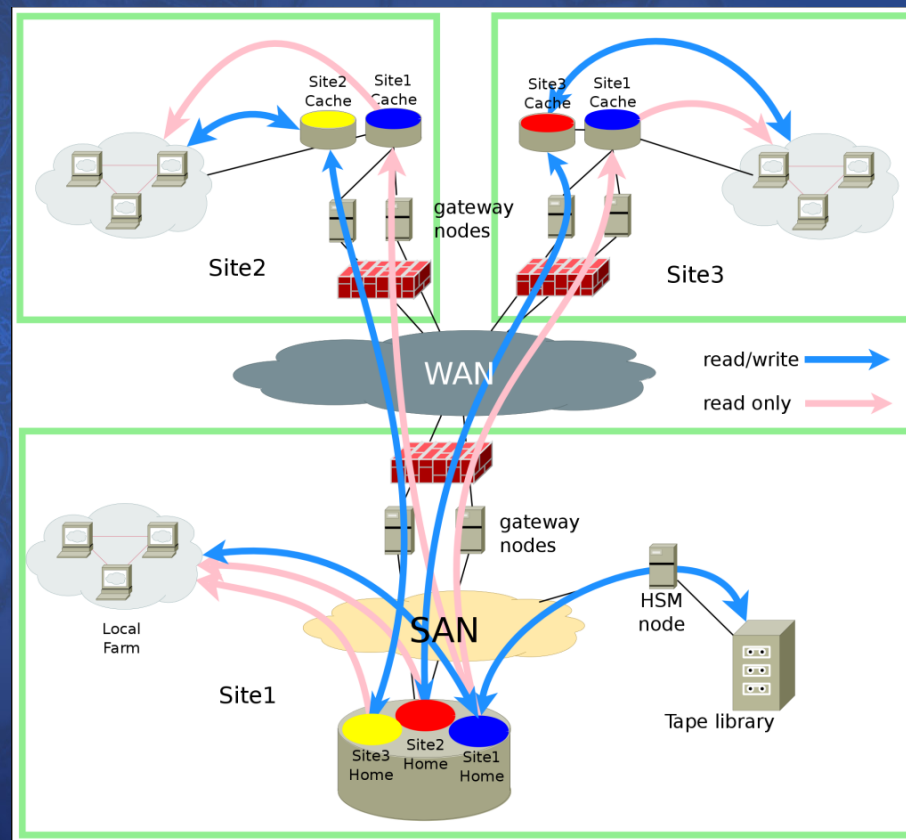 Site2
Cache
Site1
Cache
Site3
Cache
Site1
Cache
gateway
nodes
Site2
Site3
WAN
read/write
read only
gateway
nodes
HSM
node
Local
Farm
SAN
Site1
Tape library
Site3
Home
Site2
Home
Site1
Home